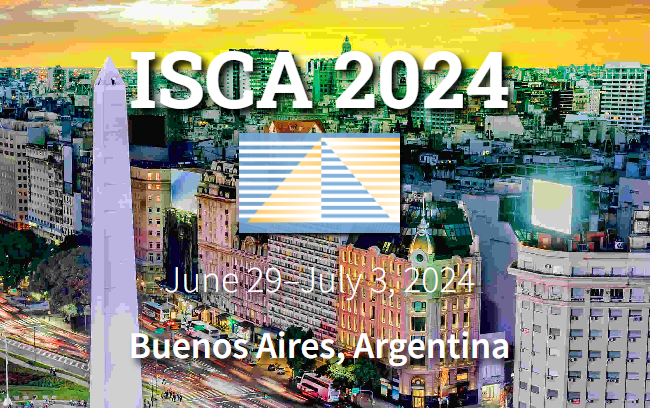 ISCA 2024
June 29–July 3, 2024
Buenos Aires, Argentina